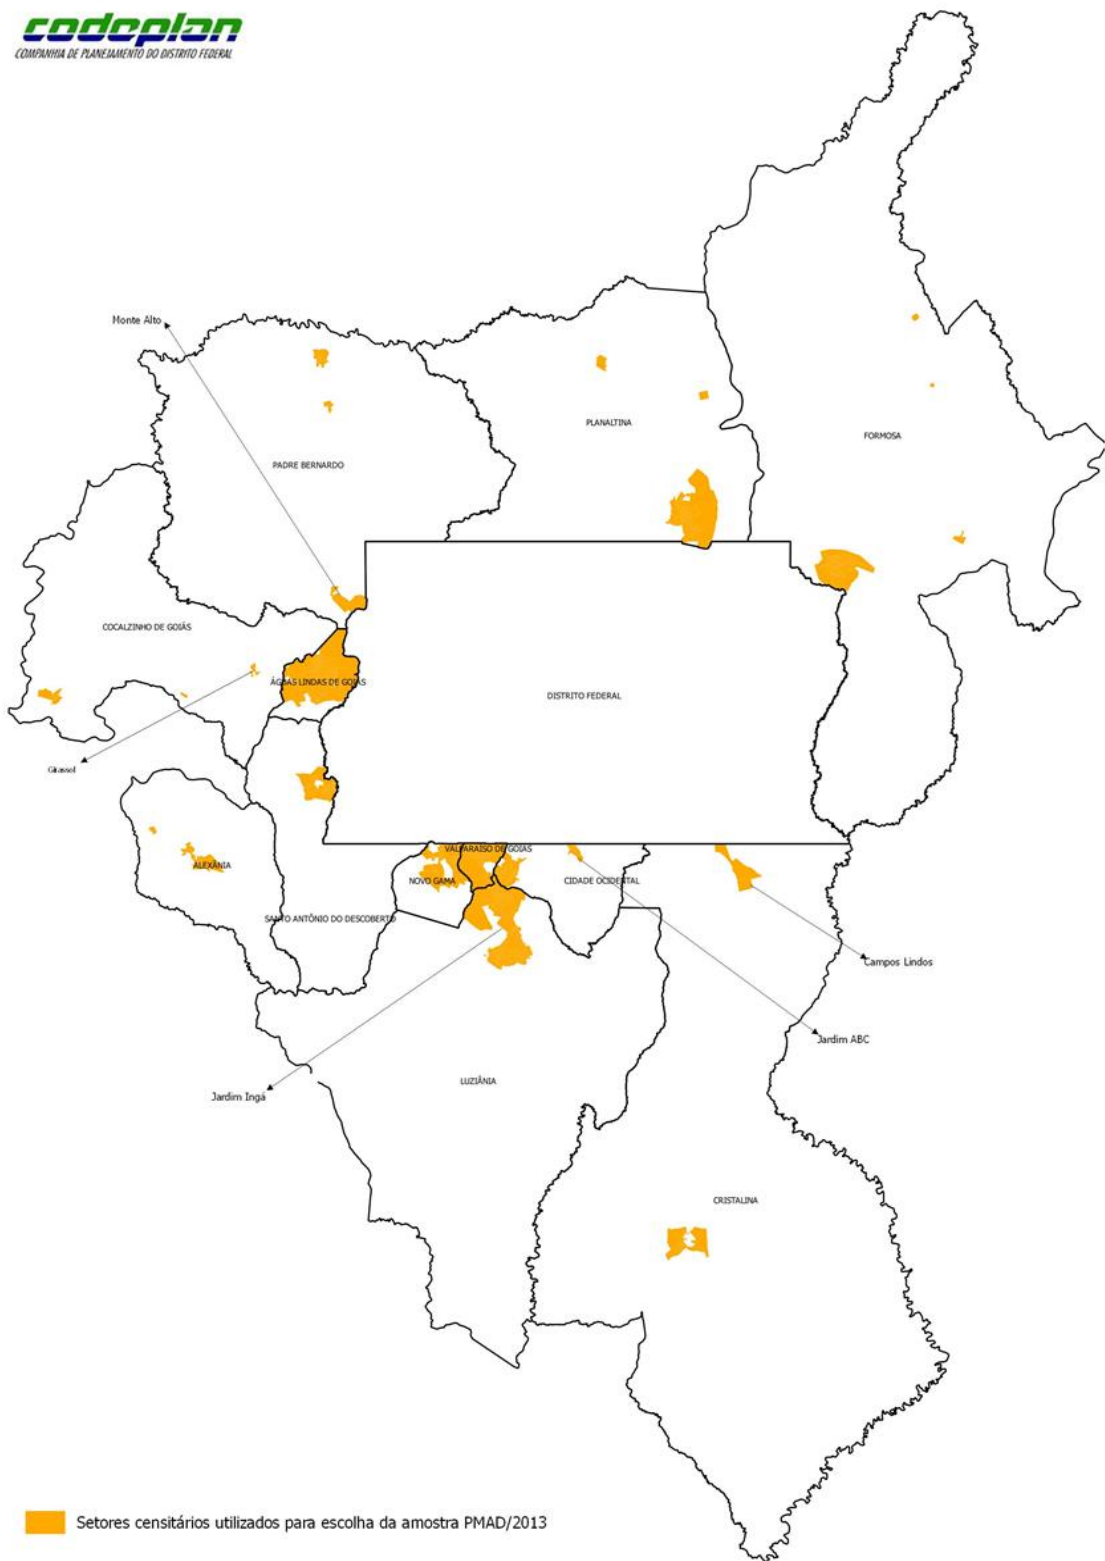 codeplan
COMPANHIA DE PLANEJAMENTO DO DISTRITO FEDERAL
Monte Alto
PLANALTINA
FORMOSA
PADRE BERNARDO
COCALZINHO DE GOIÁS
ÁGUAS LINDAS DE GOIÁS
DISTRITO FEDERAL
Girassol
VALPARAISO DE GOIAS
ALEXÂNIA
NOVO GAMA
CIDADE OCIDENTAL
SANTO ANTÔNIO DO DESCOBERTO
Campos Lindos
Jardim ABC
LUZIÂNIA
Jardim Ingá
CRISTALINA
Setores censitários utilizados para escolha da amostra PMAD/2013